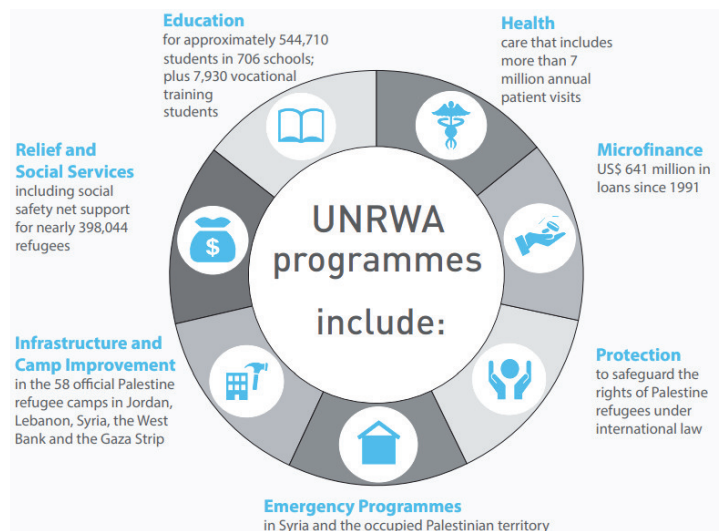 Education
for approximately 544,710
students in 706 schools;
plus 7,930 vocational
training
students
Health
care that includes
more than 7
million annual
patient visits
Relief and
Social Services
including social
safety net support
for nearly 398,044
refugees
Microfinance
US$ 641 million in
loans since 1991
$
UNRWA
programmes
include:
Infrastructure and
Camp Improvement
in the 58 official Palestine
refugee camps in Jordan,
Lebanon, Syria, the West
Bank and the Gaza Strip
Protection
to safeguard the
rights of Palestine
refugees under
international law
Emergency Programmes
in Syria and the occupied Palestinian territory